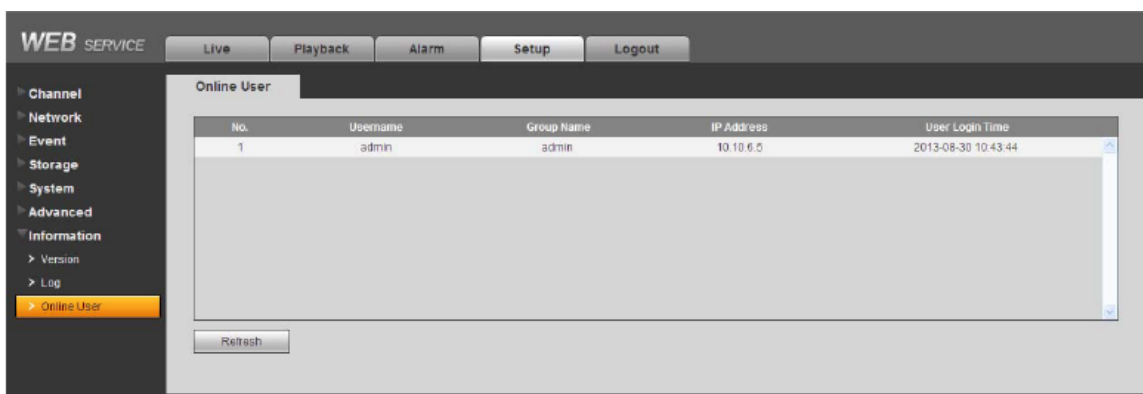 WEB SERVICE
Live Playback Alarm Setup Logout
Channel
Network
Event
Storage
System
Advanced
Information
> Version
> Log
> Online User
Online User
No. Username Group Name IP Address User Login Time
1 admin admin 10.10.6.5 2013-08-30 10:43:44
Refresh